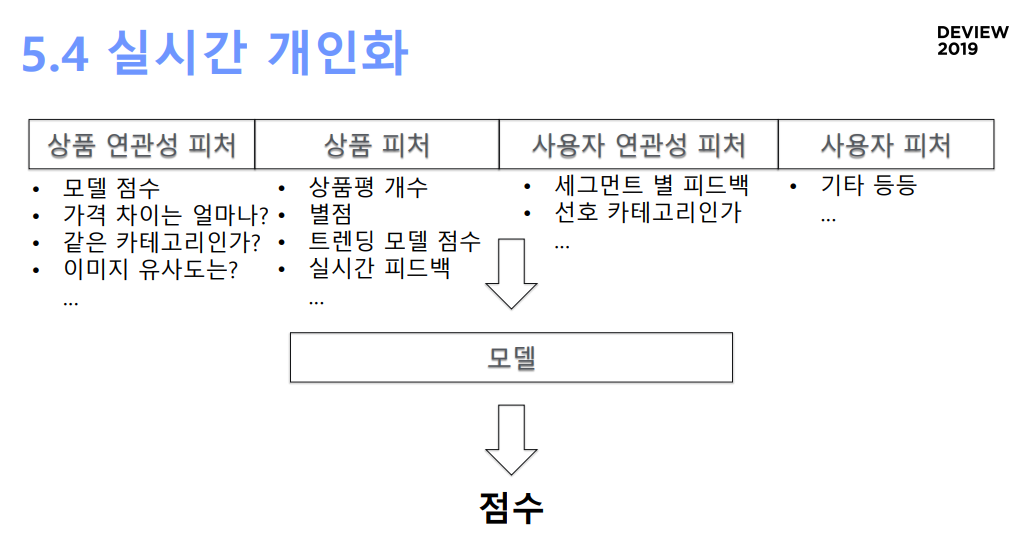 5.4 실시간 개인화
DEVIEW
2019
상품 연관성 피처
상품 피처
사용자 연관성 피처
사용자 피처
• 모델 점수
• 가격 차이는 얼마나?
• 같은 카테고리인가?
• 이미지 유사도는?
...
• 상품평 개수
• 별점
• 트렌딩 모델 점수
• 실시간 피드백
...
• 세그먼트 별 피드백
• 선호 카테고리인가
...
• 기타 등등
...
모델
점수